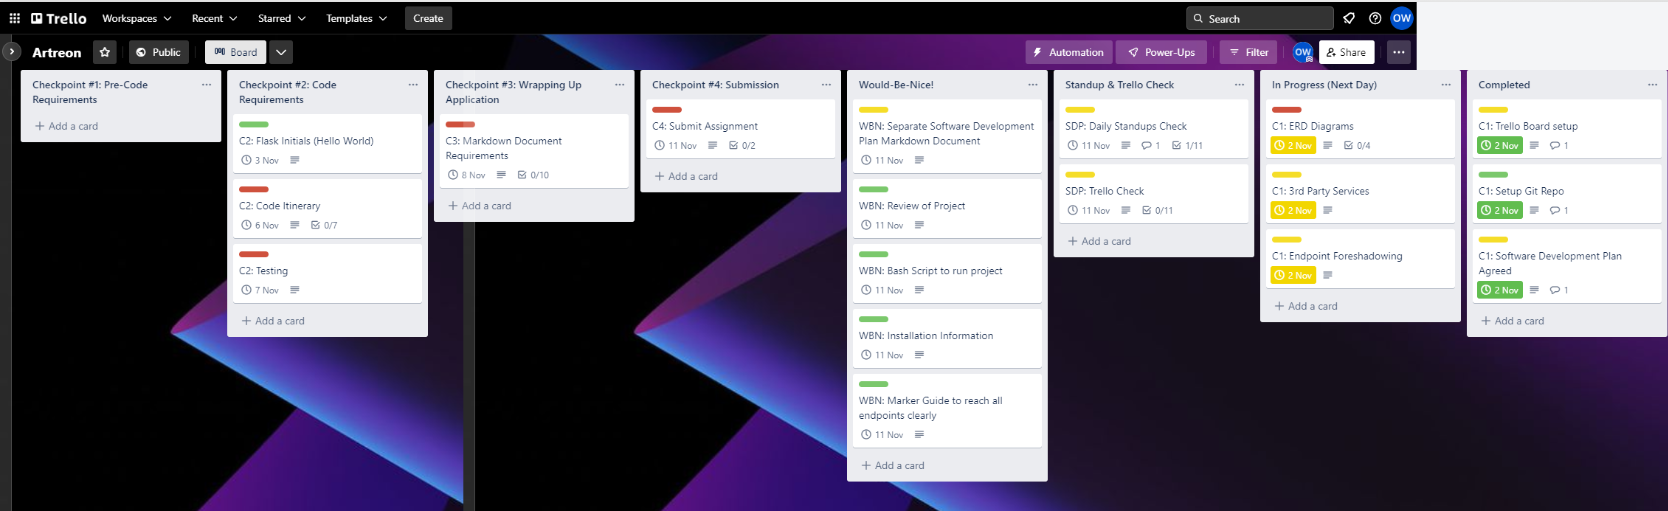 Trello
Workspaces
Recent
Starred
Templates
Create
Search
OW
Artreon
Public
Board
Automation
Power-Ups
Filter
OW
Share
Checkpoint #1: Pre-Code
Requirements
+ Add a card
Checkpoint #2: Code
Requirements
C2: Flask Initials (Hello World)
3 Nov
C2: Code Itinerary
6 Nov
0/7
C2: Testing
7 Nov
+ Add a card
Checkpoint #3: Wrapping Up
Application
C3: Markdown Document
Requirements
8 Nov
0/10
+ Add a card
Checkpoint #4: Submission
C4: Submit Assignment
11 Nov
0/2
+ Add a card
Would-Be-Nice!
WBN: Separate Software Development
Plan Markdown Document
11 Nov
WBN: Review of Project
11 Nov
WBN: Bash Script to run project
11 Nov
WBN: Installation Information
11 Nov
WBN: Marker Guide to reach all
endpoints clearly
11 Nov
+ Add a card
Standup & Trello Check
SDP: Daily Standups Check
11 Nov
1
1/11
SDP: Trello Check
11 Nov
0/11
+ Add a card
In Progress (Next Day)
C1: ERD Diagrams
2 Nov
0/4
C1: 3rd Party Services
2 Nov
C1: Endpoint Foreshadowing
2 Nov
+ Add a card
Completed
C1: Trello Board setup
2 Nov
1
C1: Setup Git Repo
2 Nov
1
C1: Software Development Plan
Agreed
2 Nov
1
+ Add a card